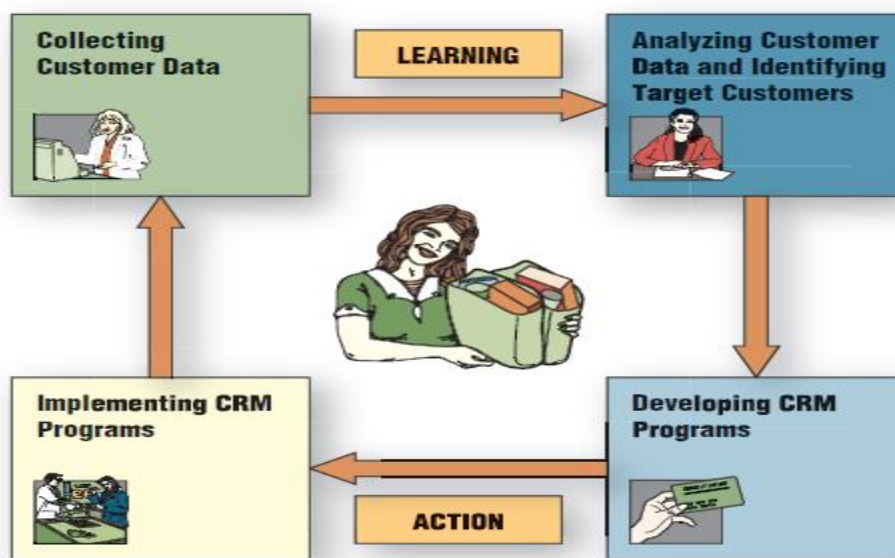 Collecting
Customer Data
LEARNING
Analyzing Customer
Data and Identifying
Target Customers
Implementing CRM
Programs
Developing CRM
Programs
ACTION